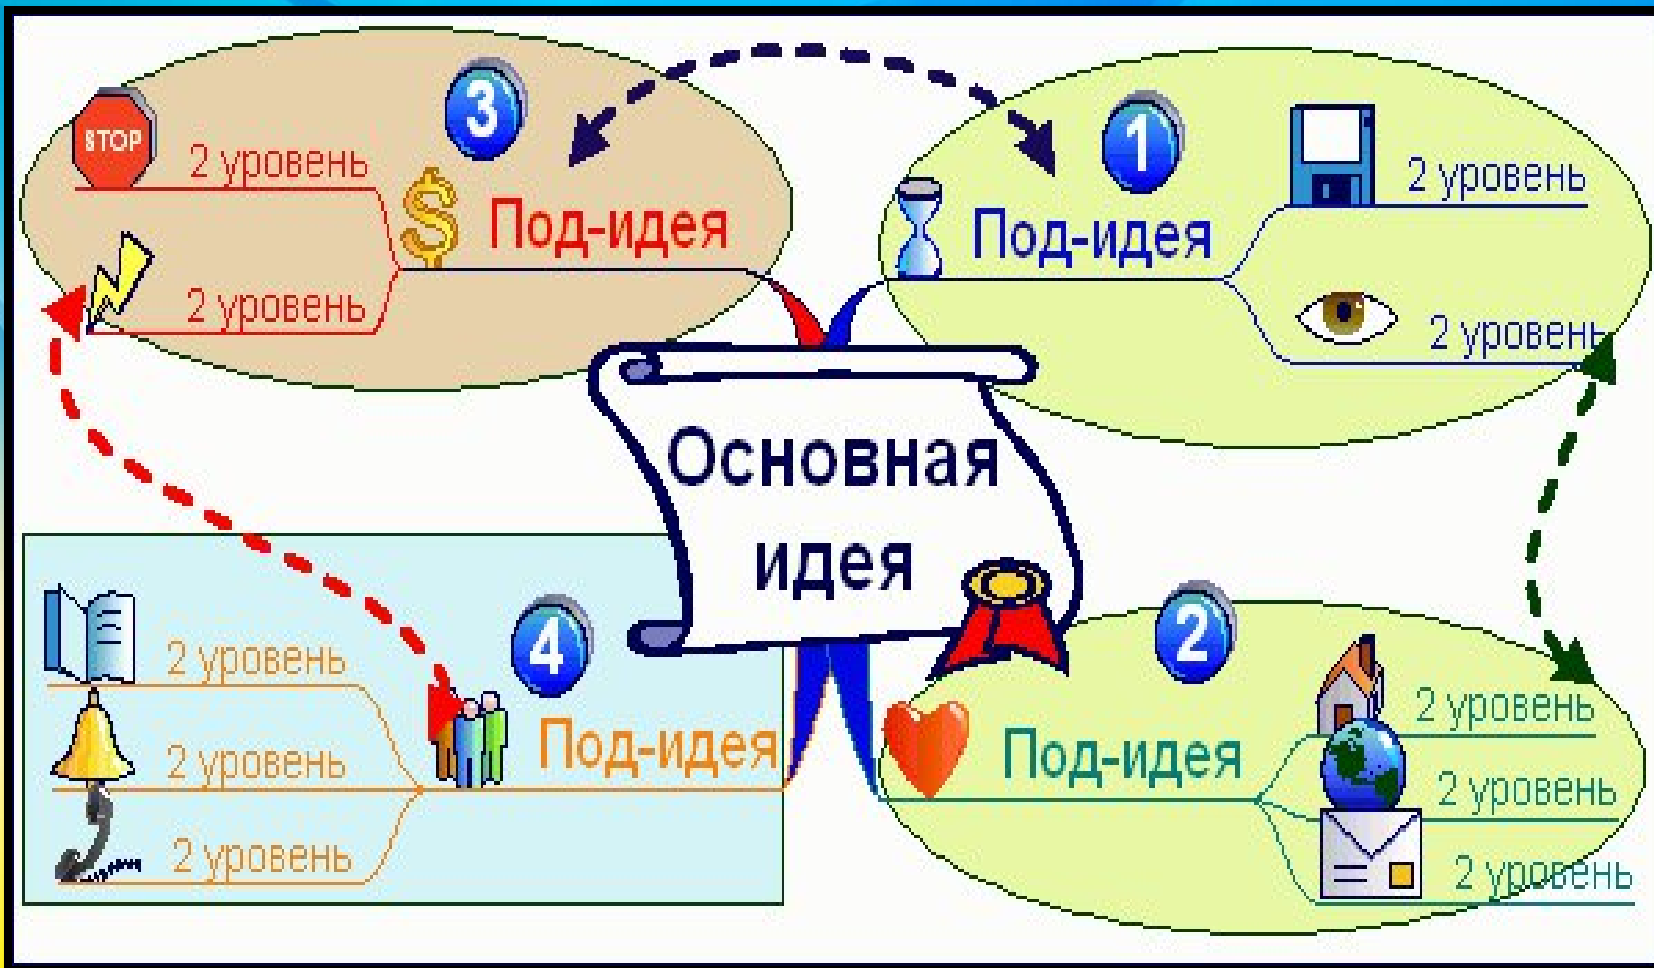 3
1
STOP
2 уровень
2 уровень
Под-идея
Под-идея
2 уровень
2 уровень
Основная
идея
4
2
2 уровень
Под-идея
2 уровень
2 уровень
Под-идея
2 уровень
2 уровень
2 уровень